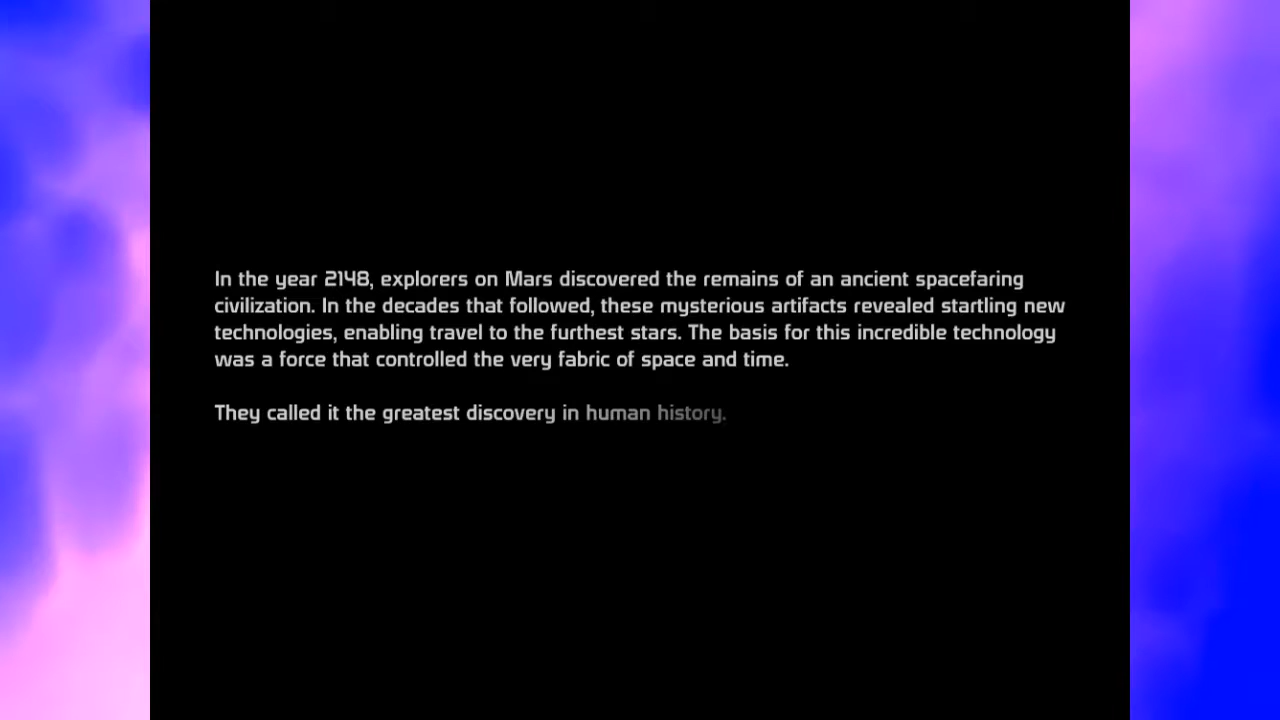 In the year 2148, explorers on Mars discovered the remains of an ancient spacefaring
civilization. In the decades that followed, these mysterious artifacts revealed startling new
technologies, enabling travel to the furthest stars. The basis for this incredible technology
was a force that controlled the very fabric of space and time.
They called it the greatest discovery in human history.